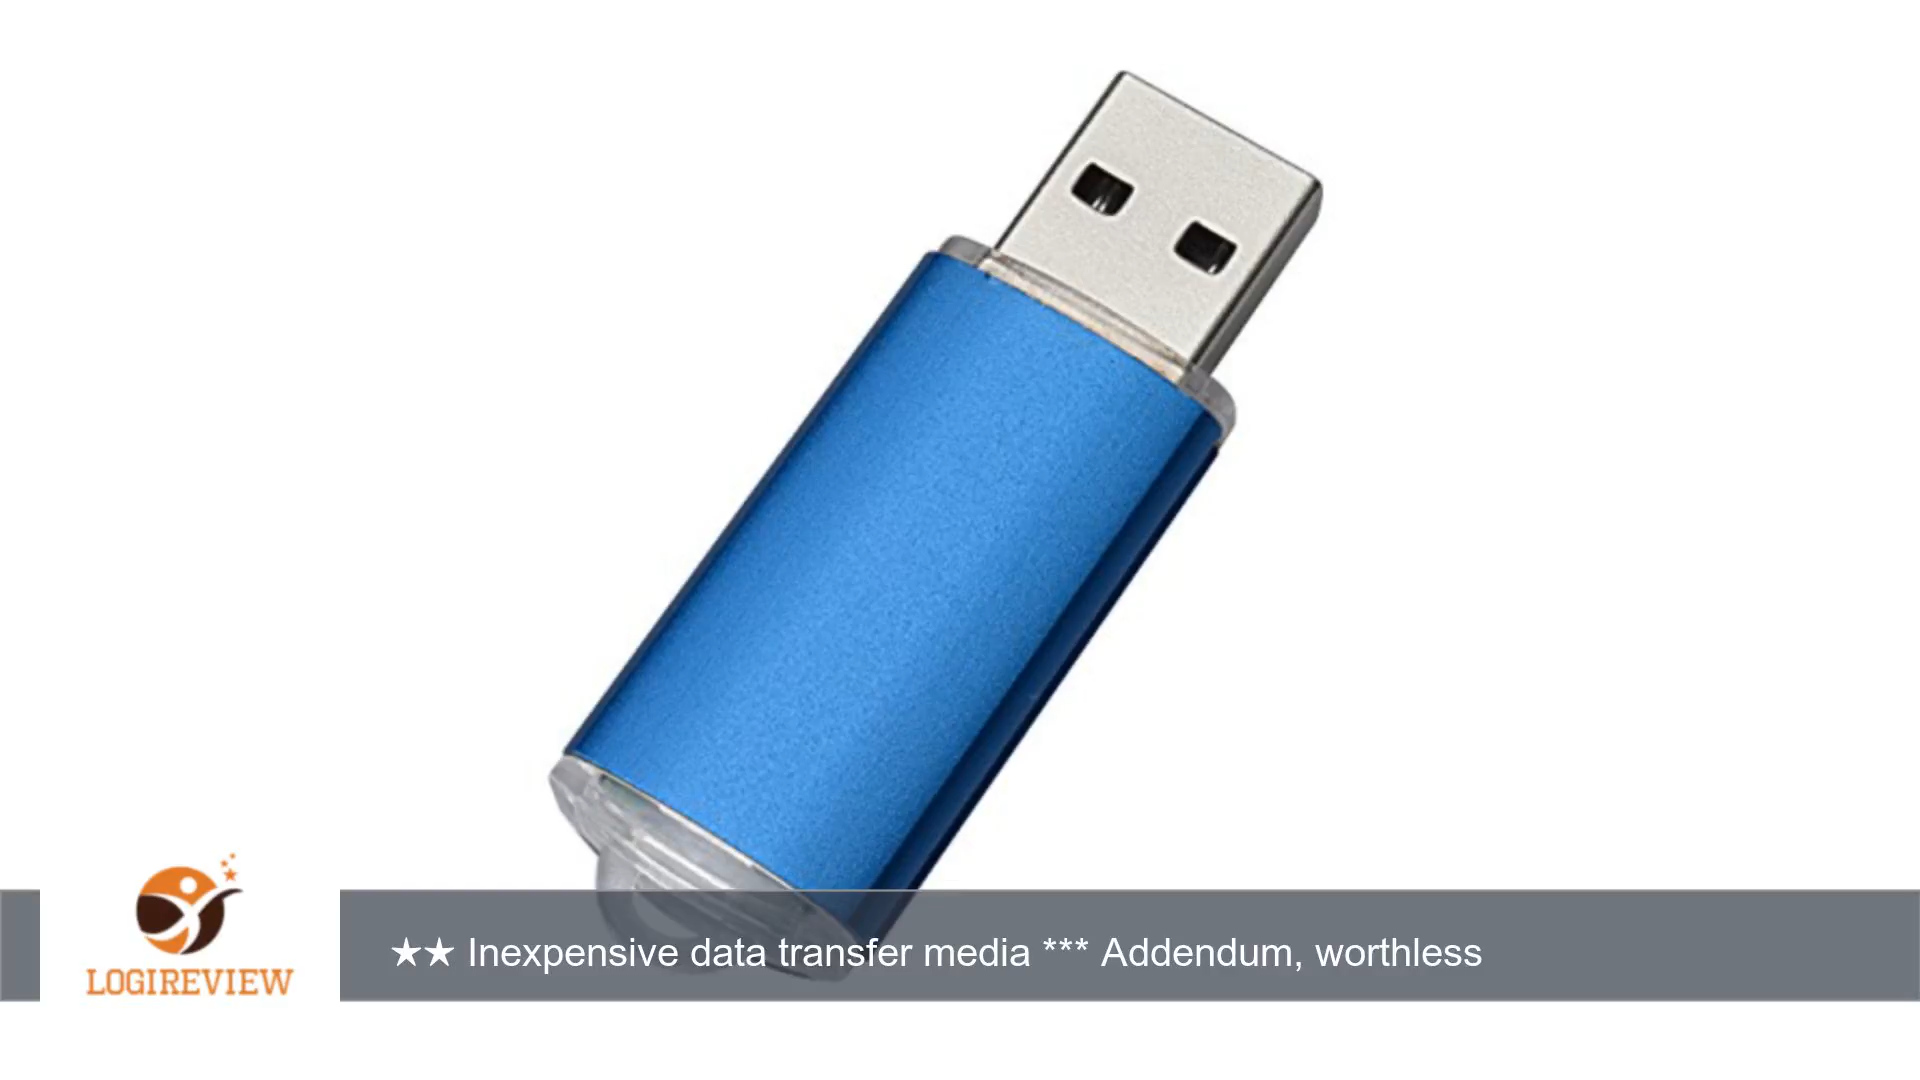 ★★ Inexpensive data transfer media *** Addendum, worthless
LOGIREVIEW